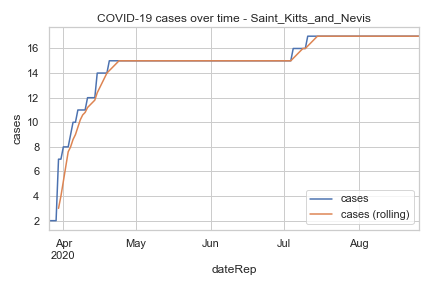 COVID-19 cases over time - Saint_Kitts_and_Nevis
cases
16
14
12
10
8
6
4
2
cases
cases (rolling)
Apr May Jun Jul Aug
2020
dateRep